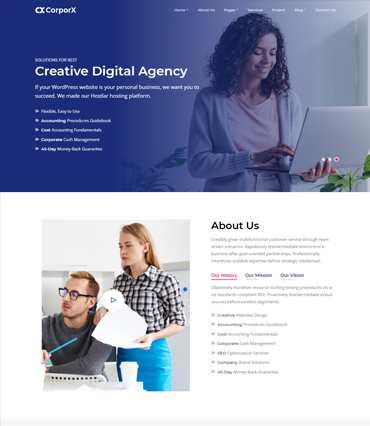 CorporX
Home
About Us
Pages
Services
Project
Blog
Contact Us
SOLUTIONS FOR BEST
Creative Digital Agency
If your WordPress website is your personal business, we want you to
succeed. We made our Hostlar hosting platform.
Flexible, Easy to Use
Accounting Procedures Guidebook
Cost Accounting Fundamentals
Corporate Cash Management
45-Day Money-Back Guarantee
About Us
Credibly grow multifunctional customer service through team
driven scenarios. Rapidiously disintermediate end-to-end e-
business after goal-oriented partnerships. Professionally
incentivize scalable expertise before strategic intellectual.
Our History
Our Mission
Our Vision
Objectively monetize resource sucking testing procedures vis-a-
vis standards compliant ROI. Proactively disintermediate virtual
sources before wireless alignments.
Creative Websites Design
Accounting Procedures Guidebook
Cost Accounting Fundamentals
Corporate Cash Management
SEO Optimization Services
Company Brand Solutions
45-Day Money-Back Guarantee